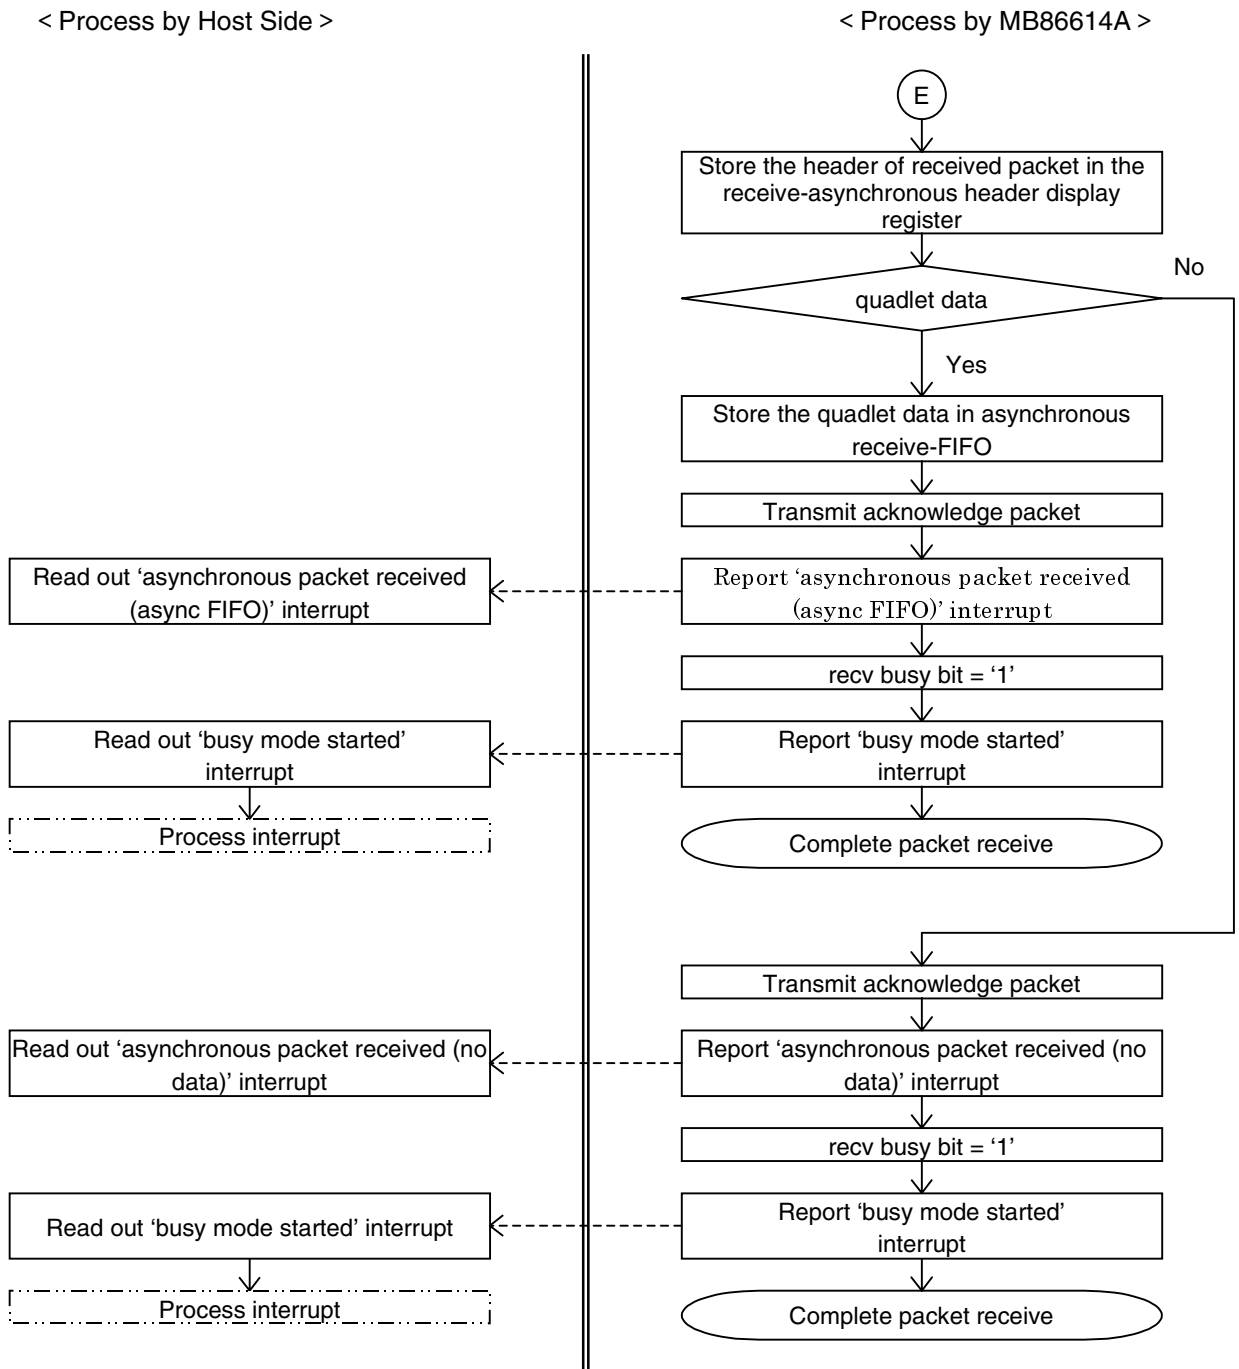 < Process by Host Side >
< Process by MB86614A >
E
Store the header of received packet in the
receive-asynchronous header display
register
No
quadlet data
Yes
Store the quadlet data in asynchronous
receive-FIFO
Transmit acknowledge packet
Read out ‘asynchronous packet received
(async FIFO)’ interrupt
Report ‘asynchronous packet received
(async FIFO)’ interrupt
recv busy bit = ‘1’
Read out ‘busy mode started’
interrupt
Report ‘busy mode started’
interrupt
Process interrupt
Complete packet receive
Transmit acknowledge packet
Read out ‘asynchronous packet received (no
data)’ interrupt
Report ‘asynchronous packet received (no
data)’ interrupt
recv busy bit = ‘1’
Read out ‘busy mode started’ interrupt
Report ‘busy mode started’
interrupt
Process interrupt
Complete packet receive